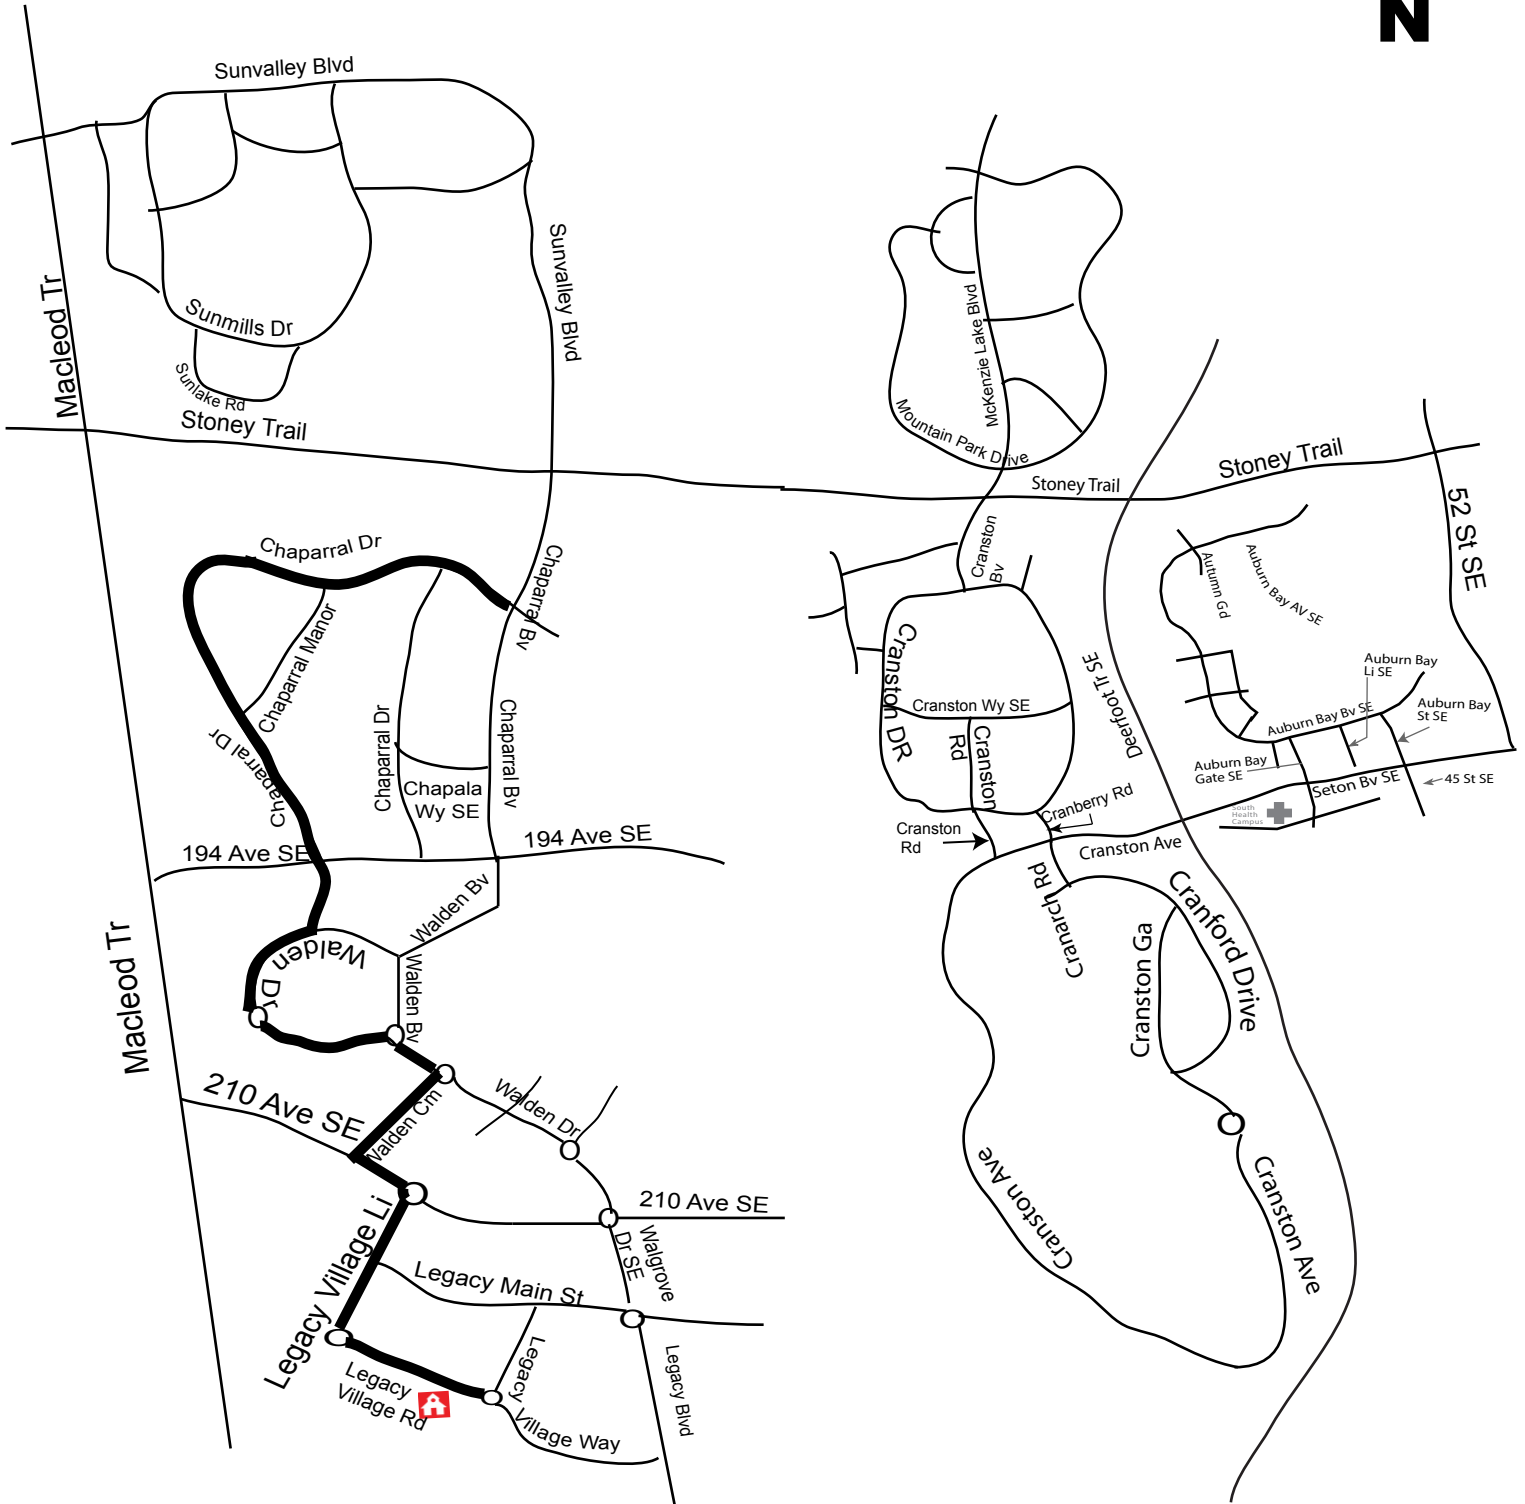 N
Sunvalley Blvd
Sunvalley Blvd
Macleod Tr
Sunmills Dr
Sunlake Rd
Stoney Trail
McKenzie Lake Blvd
Mountain Park Drive
Stoney Trail
Stoney Trail
52 St SE
Chaparral Dr
Chaparral Bv
Cranston
Bv
Autumn Gd
Auburn Bay AV SE
Chaparral Manor
Cranston DR
Deerfoot Tr SE
Auburn Bay
Li SE
Auburn Bay
St SE
Auburn Bay Bv SE
Cranston Wy SE
Chaparral Dr
Chaparral Dr
Chaparral Bv
Cranston
Rd
Auburn Bay
Gate SE
Seton Bv SE
45 St SE
Chapala
Wy SE
Cranberry Rd
South
Health
Campus
Cranston
Rd
194 Ave SE
194 Ave SE
Cranston Ave
Cranarch Rd
Cranford Drive
Walden Bv
Walden Dr
Walden Bv
Cranston Ga
Macleod Tr
210 Ave SE
Walden Cm
Walden Dr
Cranston Ave
Cranston Ave
210 Ave SE
Walgrove
Dr SE
Legacy Village Li
Legacy Main St
Legacy
Village Way
Legacy Blvd
Legacy
Village Rd